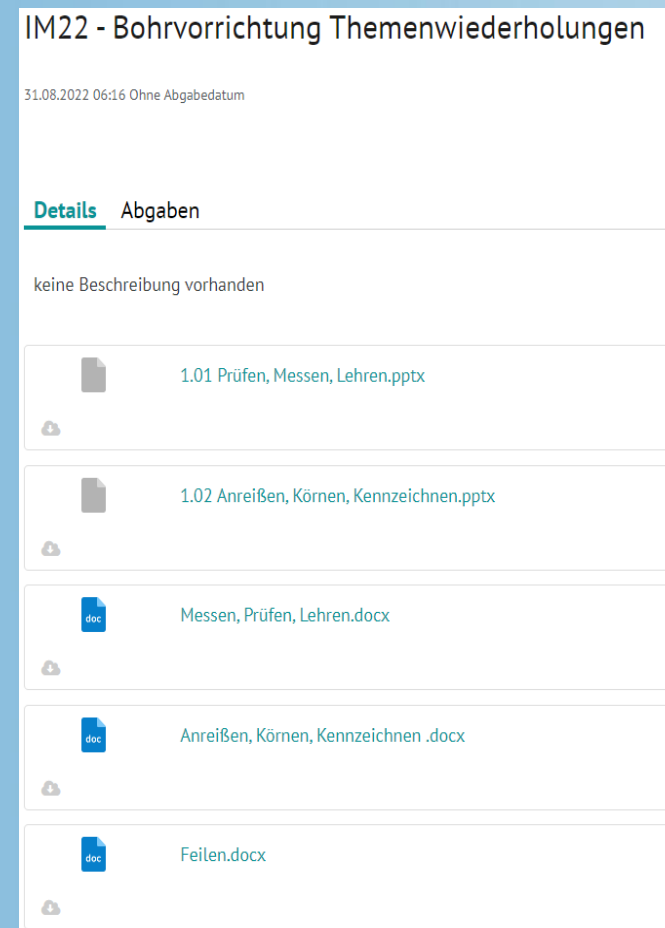 IM22 - Bohrvorrichtung Themenwiederholungen
31.08.2022 06:16 Ohne Abgabedatum
Details Abgaben
keine Beschreibung vorhanden
1.01 Prüfen, Messen, Lehren.pptx
1.02 Anreißen, Körnen, Kennzeichnen.pptx
doc Messen, Prüfen, Lehren.docx
doc Anreißen, Körnen, Kennzeichnen .docx
doc Feilen.docx